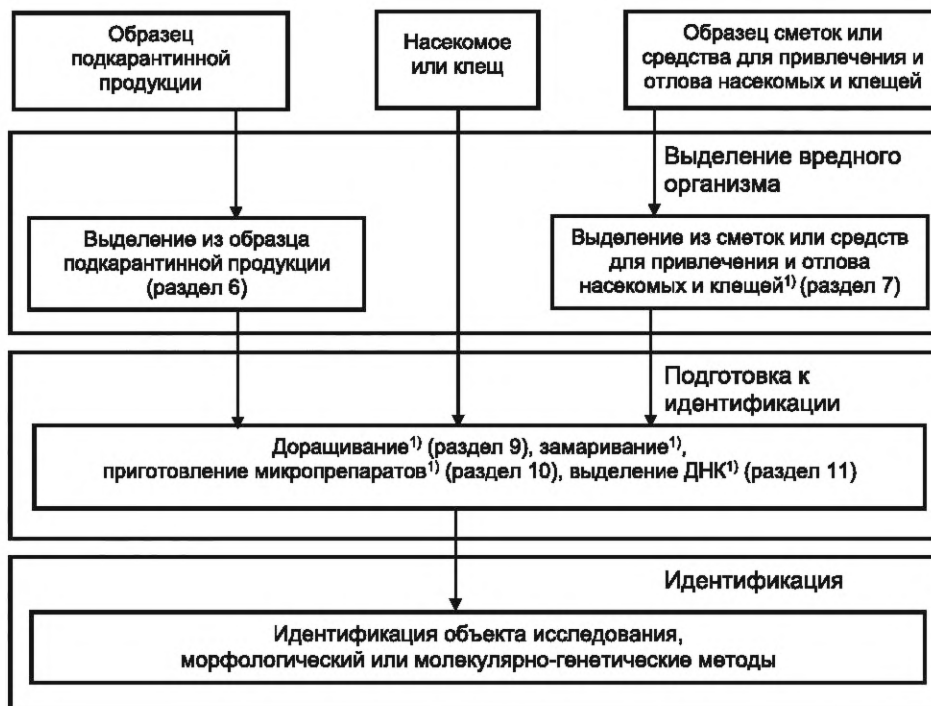 Образец
подкарантинной
продукции
Насекомое
или клещ
Образец сметок или
средства для привлечения и
отлова насекомых и клещей
Выделение вредного
организма
Выделение из образца
подкарантинной продукции
(раздел 6)
Выделение из сметок или средств
для привлечения и отлова
насекомых и клещей¹⁾ (раздел 7)
Подготовка к
идентификации
Доращивание¹⁾ (раздел 9), замаривание¹⁾,
приготовление микропрепаратов¹⁾ (раздел 10), выделение ДНК¹⁾ (раздел 11)
Идентификация
Идентификация объекта исследования,
морфологический или молекулярно-генетические методы